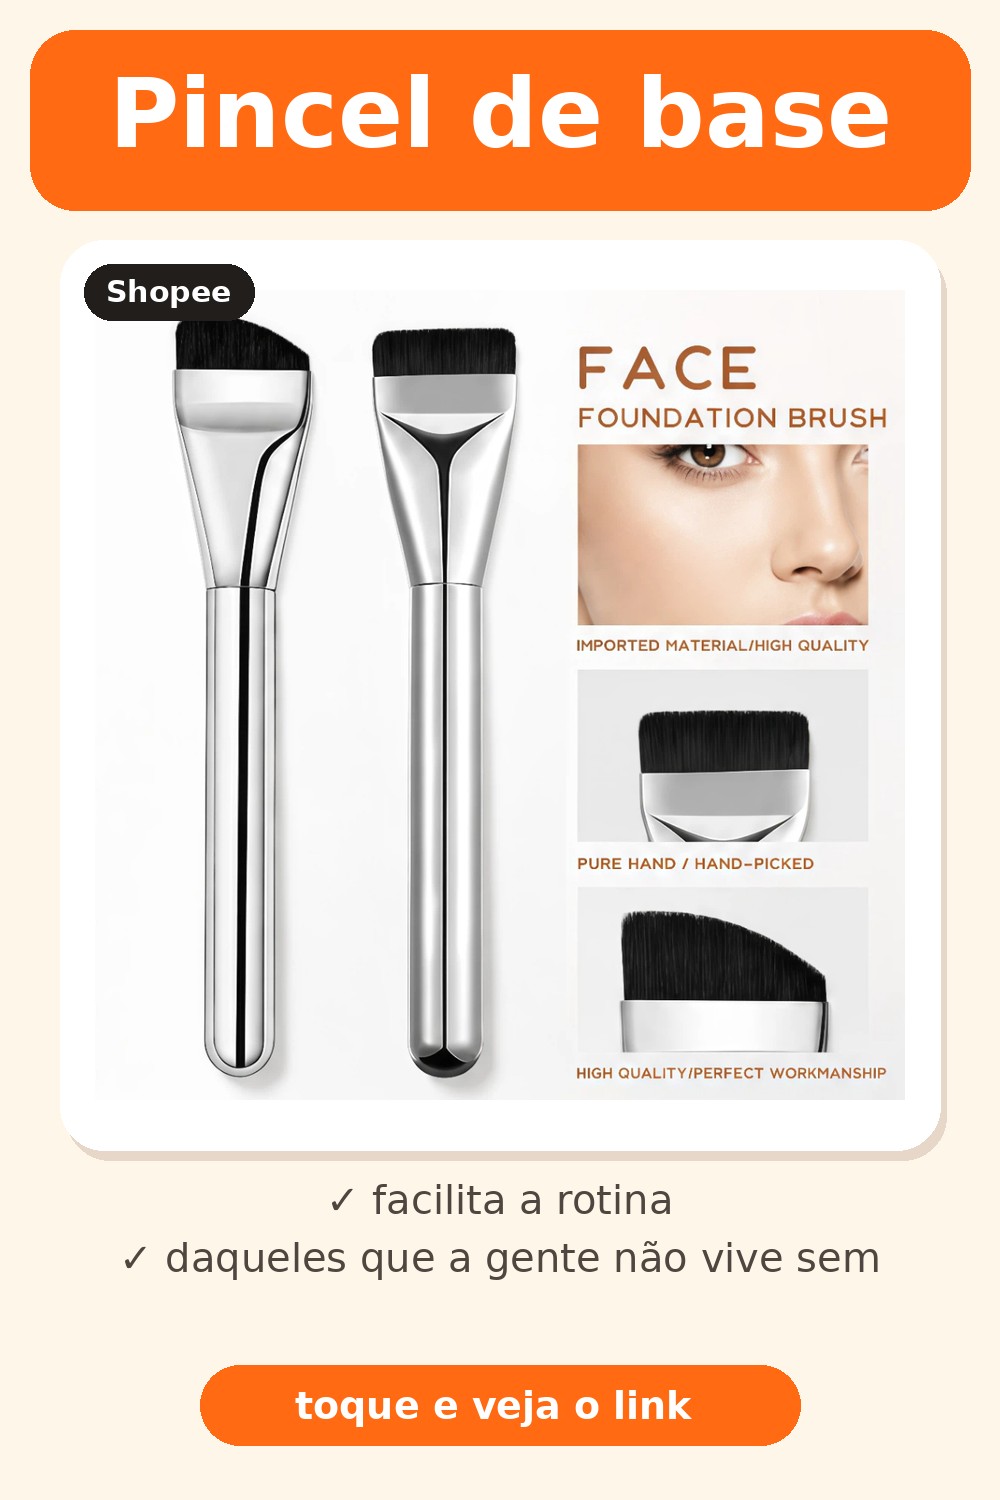 Pincel de base
Shopee
FACE
FOUNDATION BRUSH
IMPORTED MATERIAL/HIGH QUALITY
PURE HAND / HAND-PICKED
HIGH QUALITY/PERFECT WORKMANSHIP
✓ facilita a rotina
✓ daqueles que a gente não vive sem
toque e veja o link